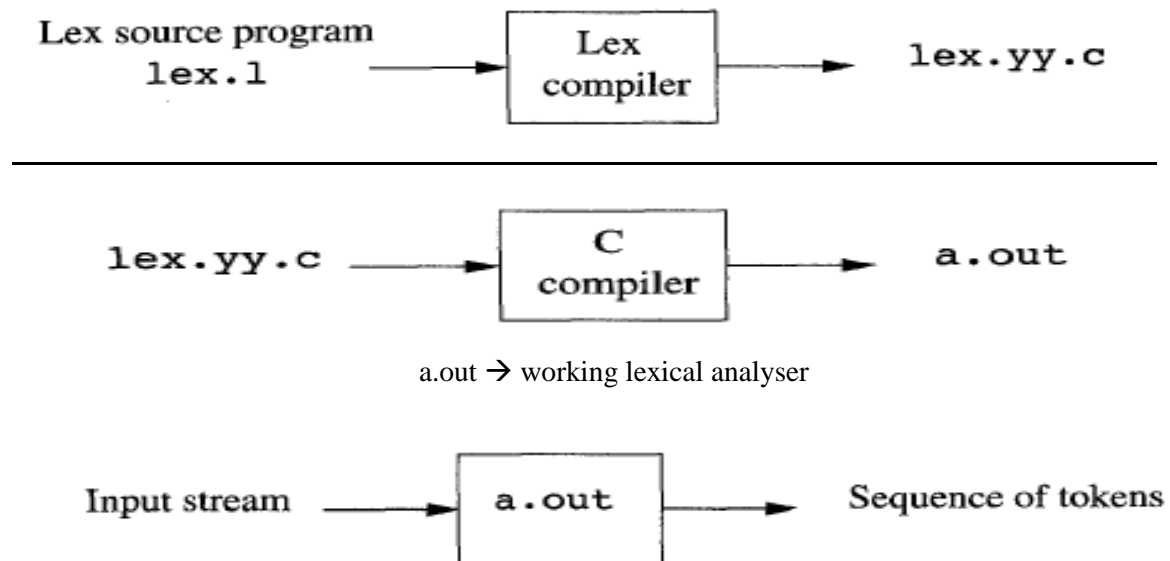 Lex source program
lex.l
Lex
compiler
lex.yy.c
lex.yy.c
C
compiler
a.out
a.out → working lexical analyser
Input stream
a.out
Sequence of tokens